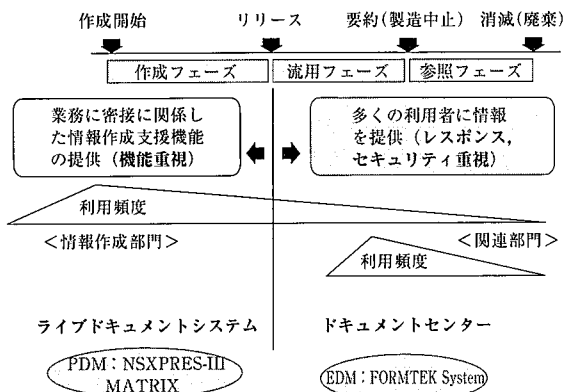 作成開始 リリース 要約(製造中止) 消滅(廃棄)
作成フェーズ 流用フェーズ 参照フェーズ
業務に密接に関係し
た情報作成支援機能
の提供（機能重視）
多くの利用者に情報
を提供（レスポンス，
セキュリティ重視）
利用頻度
＜情報作成部門＞ ＜関連部門＞
利用頻度
ライブドキュメントシステム ドキュメントセンター
PDM：NSXPRES-III
MATRIX
EDM：FORMTEK System